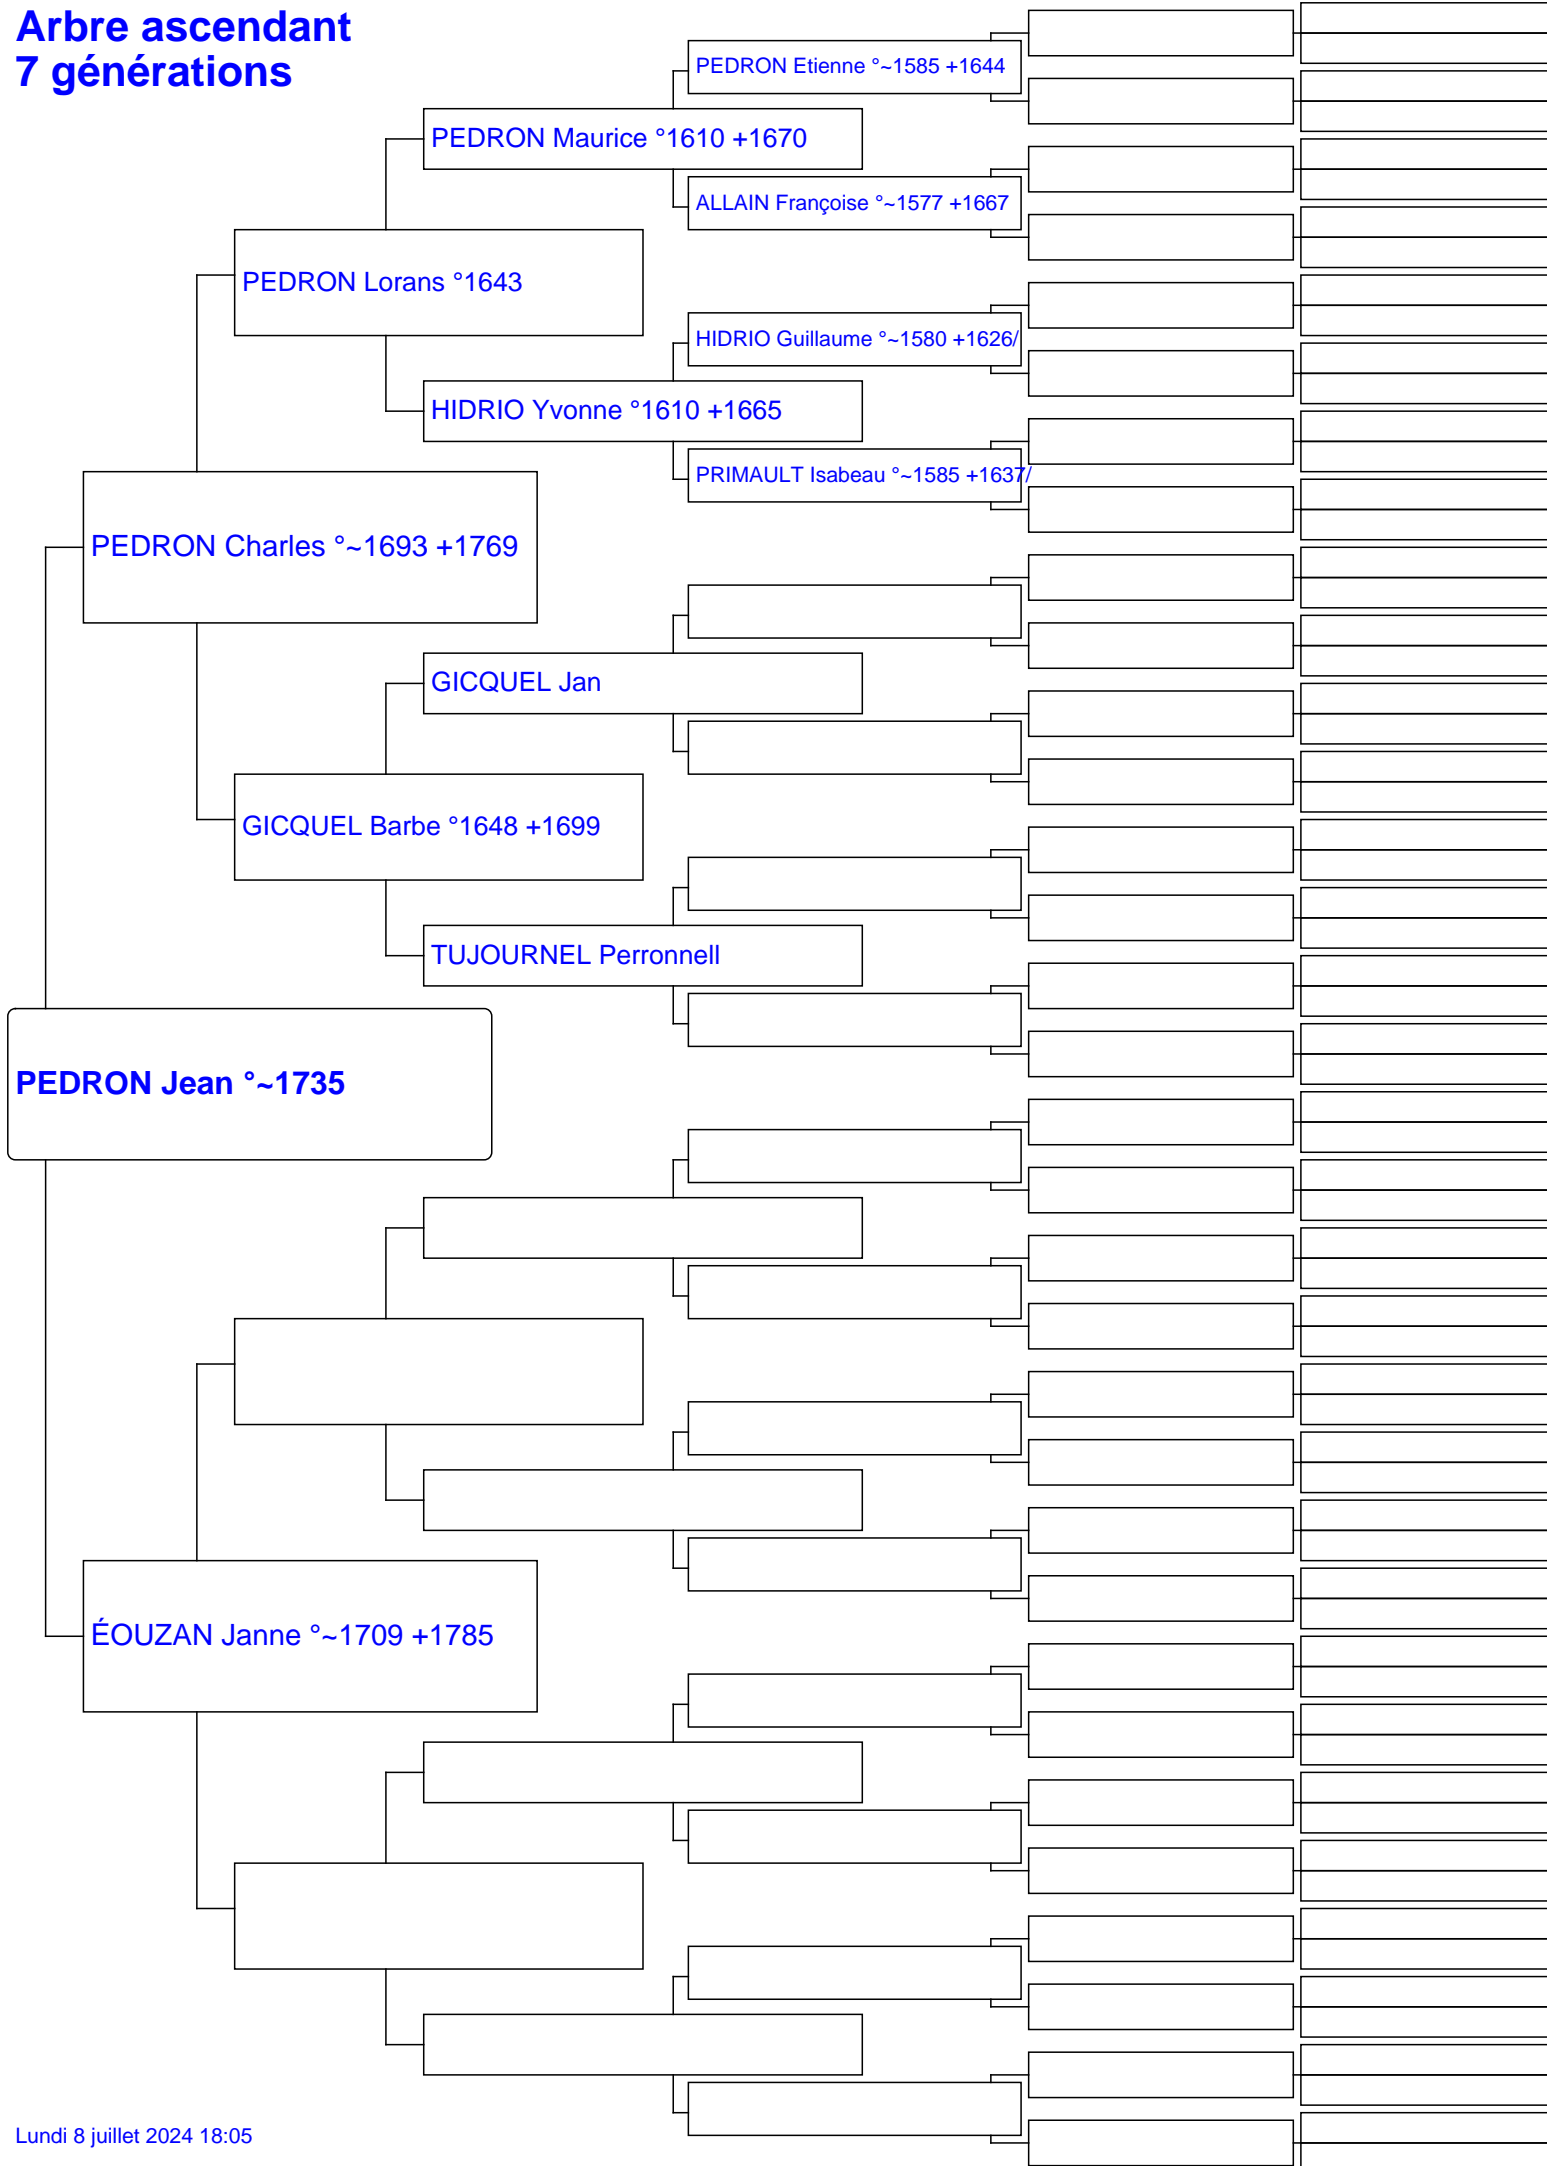 Arbre ascendant
7 générations
PEDRON Etienne °~1585 +1644
PEDRON Maurice °1610 +1670
ALLAIN Françoise °~1577 +1667
PEDRON Lorans °1643
HIDRIO Guillaume °~1580 +1626/
HIDRIO Yvonne °1610 +1665
PRIMAULT Isabeau °~1585 +1637/
PEDRON Charles °~1693 +1769
GICQUEL Jan
GICQUEL Barbe °1648 +1699
TUJOURNEL Perronnell
PEDRON Jean °~1735
ÉOUZAN Janne °~1709 +1785
Lundi 8 juillet 2024 18:05